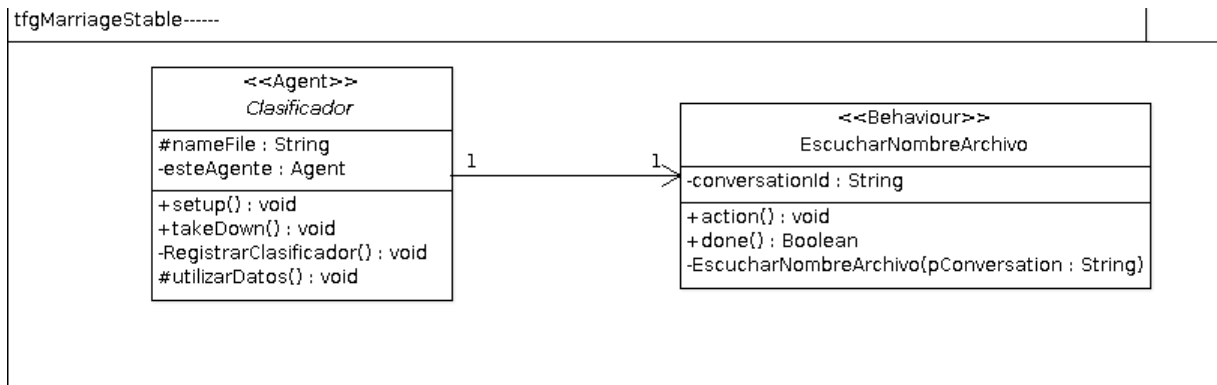 tfgMarriageStable------
<<Agent>>
Clasificador
#nameFile : String
-esteAgente : Agent
+setup() : void
+takeDown() : void
-RegistrarClasificador() : void
#utilizarDatos() : void
1
1
<<Behaviour>>
EscucharNombreArchivo
-conversationId : String
+action() : void
+done() : Boolean
-EscucharNombreArchivo(pConversation : String)